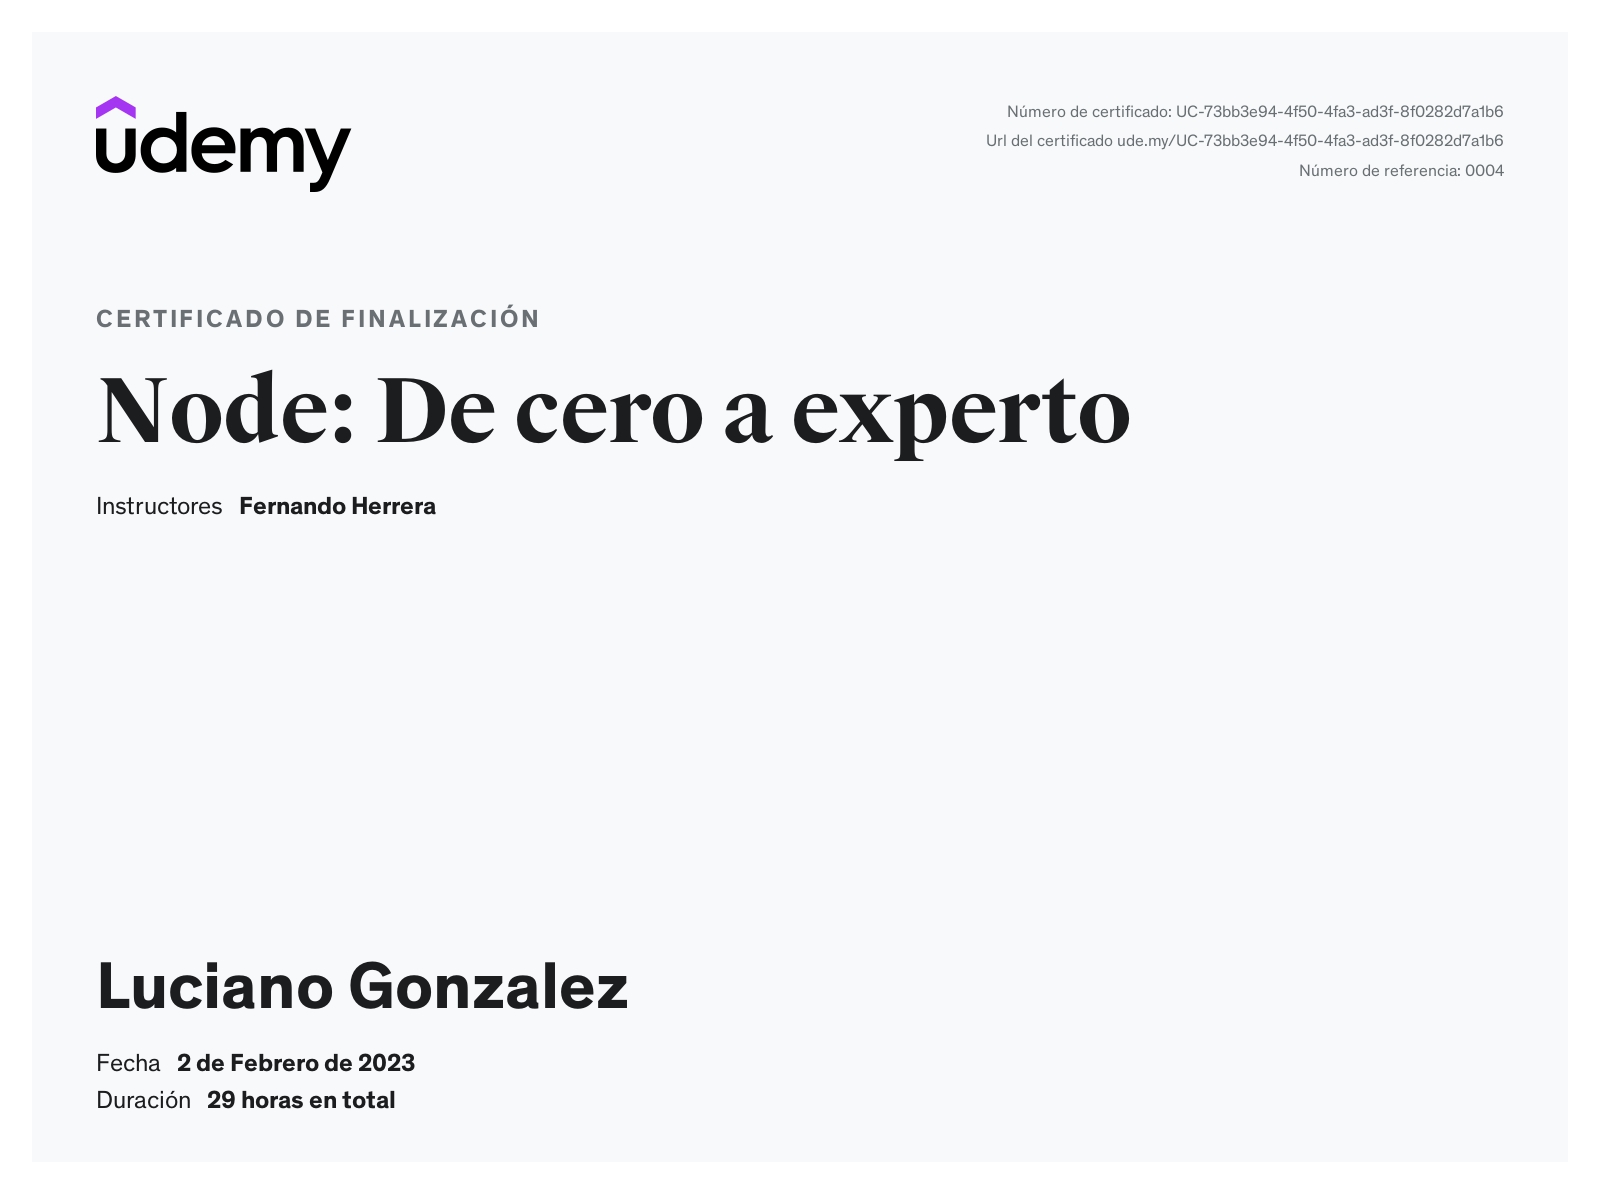 udemy
Número de certificado: UC-73bb3e94-4f50-4fa3-ad3f-8f0282d7a1b6
Url del certificado ude.my/UC-73bb3e94-4f50-4fa3-ad3f-8f0282d7a1b6
Número de referencia: 0004
CERTIFICADO DE FINALIZACIÓN
Node: De cero a experto
Instructores Fernando Herrera
Luciano Gonzalez
Fecha 2 de Febrero de 2023
Duración 29 horas en total